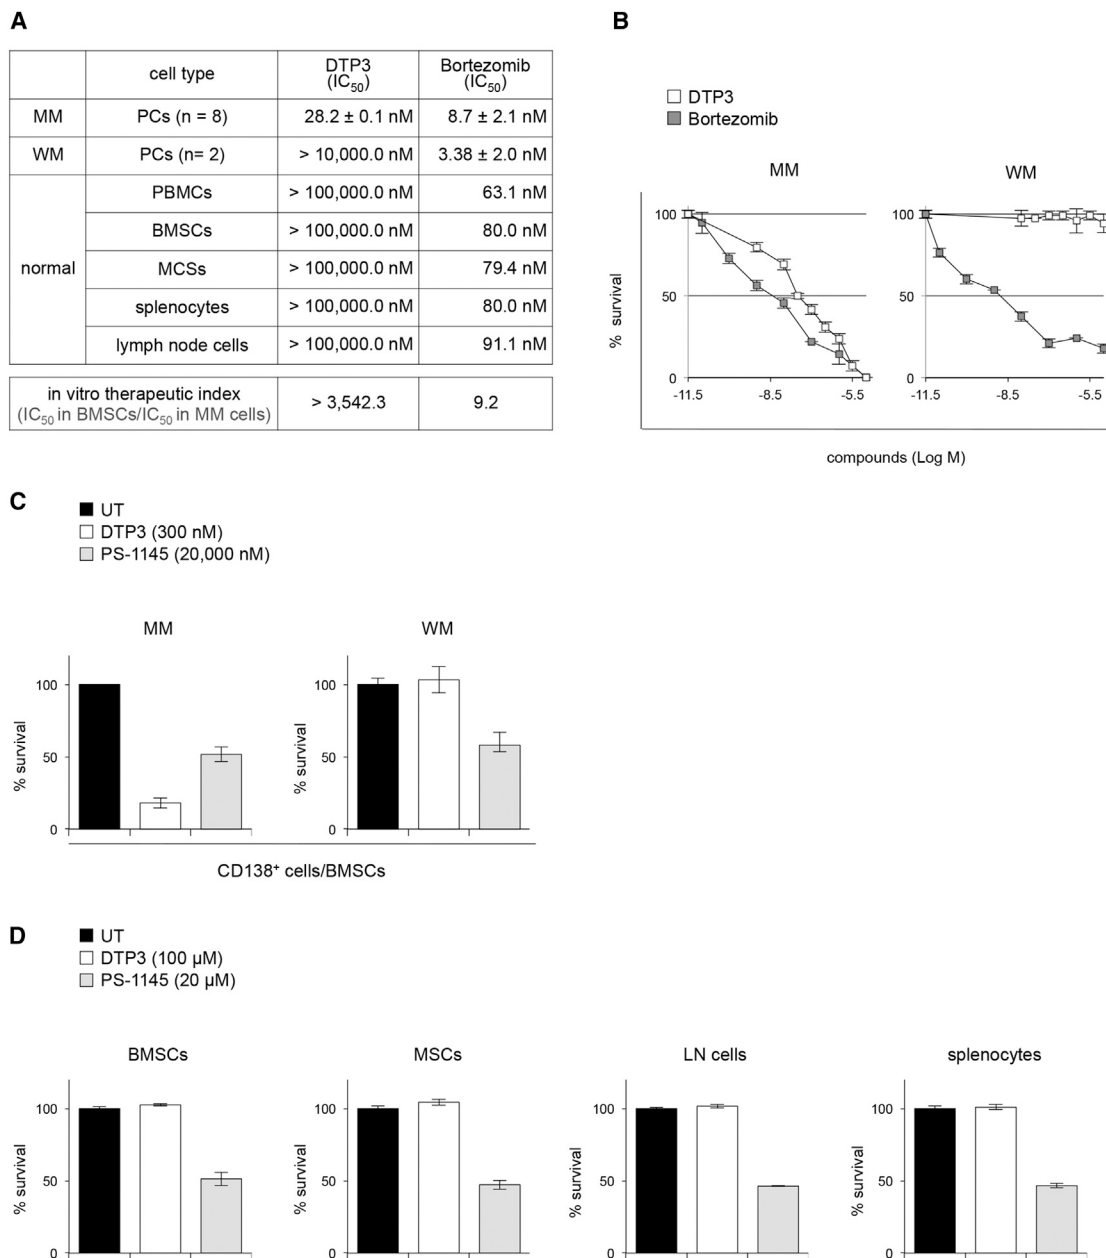 A
cell type DTP3 (IC50) Bortezomib (IC50)
MM PCs (n = 8) 28.2 ± 0.1 nM 8.7 ± 2.1 nM
WM PCs (n= 2) > 10,000.0 nM 3.38 ± 2.0 nM
normal PBMCs > 100,000.0 nM 63.1 nM
BMSCs > 100,000.0 nM 80.0 nM
MCSs > 100,000.0 nM 79.4 nM
splenocytes > 100,000.0 nM 80.0 nM
lymph node cells > 100,000.0 nM 91.1 nM
in vitro therapeutic index > 3,542.3 9.2
(IC50 in BMSCs/IC50 in MM cells)
B
DTP3
Bortezomib
MM WM
% survival
100 100
50 50
0 0
-11.5 -8.5 -5.5 -11.5 -8.5 -5.5
compounds (Log M)
C
UT
DTP3 (300 nM)
PS-1145 (20,000 nM)
MM WM
% survival % survival
100 100
50 50
0 0
CD138+ cells/BMSCs
D
UT
DTP3 (100 µM)
PS-1145 (20 µM)
BMSCs MSCs LN cells splenocytes
% survival % survival % survival % survival
100 100 100 100
50 50 50 50
0 0 0 0